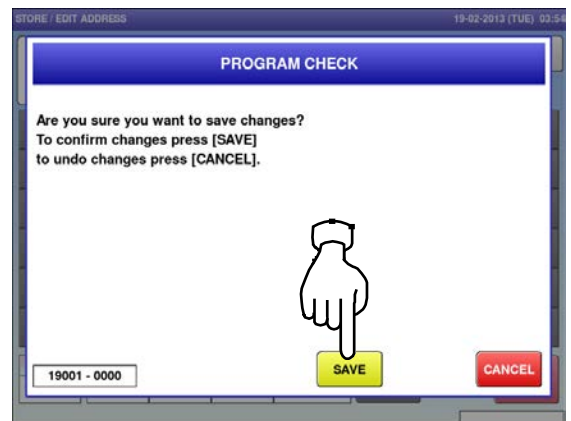 STORE / EDIT ADDRESS 19-02-2013 (TUE) 03:54
PROGRAM CHECK
Are you sure you want to save changes?
To confirm changes press [SAVE]
to undo changes press [CANCEL].
19001 - 0000 SAVE CANCEL